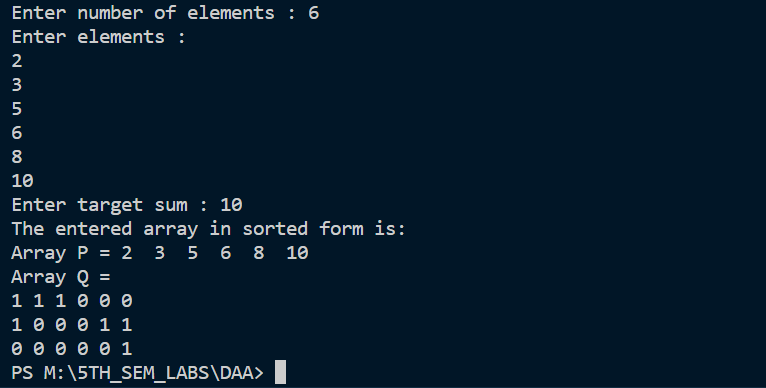 Enter number of elements : 6
Enter elements :
2
3
5
6
8
10
Enter target sum : 10
The entered array in sorted form is:
Array P = 2  3  5  6  8  10
Array Q =
1 1 1 0 0 0
1 0 0 0 1 1
0 0 0 0 0 1
PS M:\5TH_SEM_LABS\DAA>